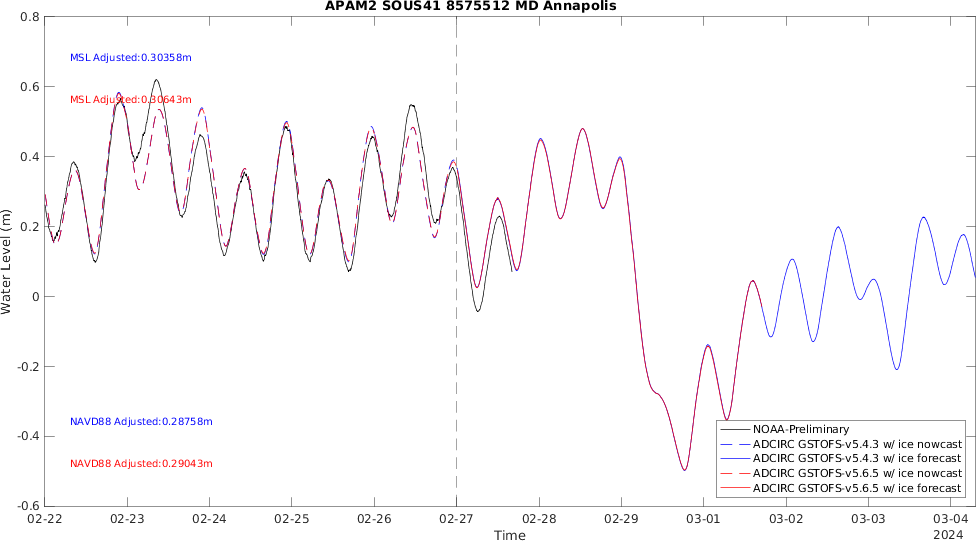 APAM2 SOUS41 8575512 MD Annapolis
0.8
MSL Adjusted:0.30358m
0.6
MSL Adjusted:0.30643m
0.4
0.2
Water Level (m)
0
-0.2
NAVD88 Adjusted:0.28758m
-0.4
NAVD88 Adjusted:0.29043m
-0.6
NOAA-Preliminary
ADCIRC GSTOFS-v5.4.3 w/ ice nowcast
ADCIRC GSTOFS-v5.4.3 w/ ice forecast
ADCIRC GSTOFS-v5.6.5 w/ ice nowcast
ADCIRC GSTOFS-v5.6.5 w/ ice forecast
02-22 02-23 02-24 02-25 02-26 02-27 02-28 02-29 03-01 03-02 03-03 03-04
Time
2024